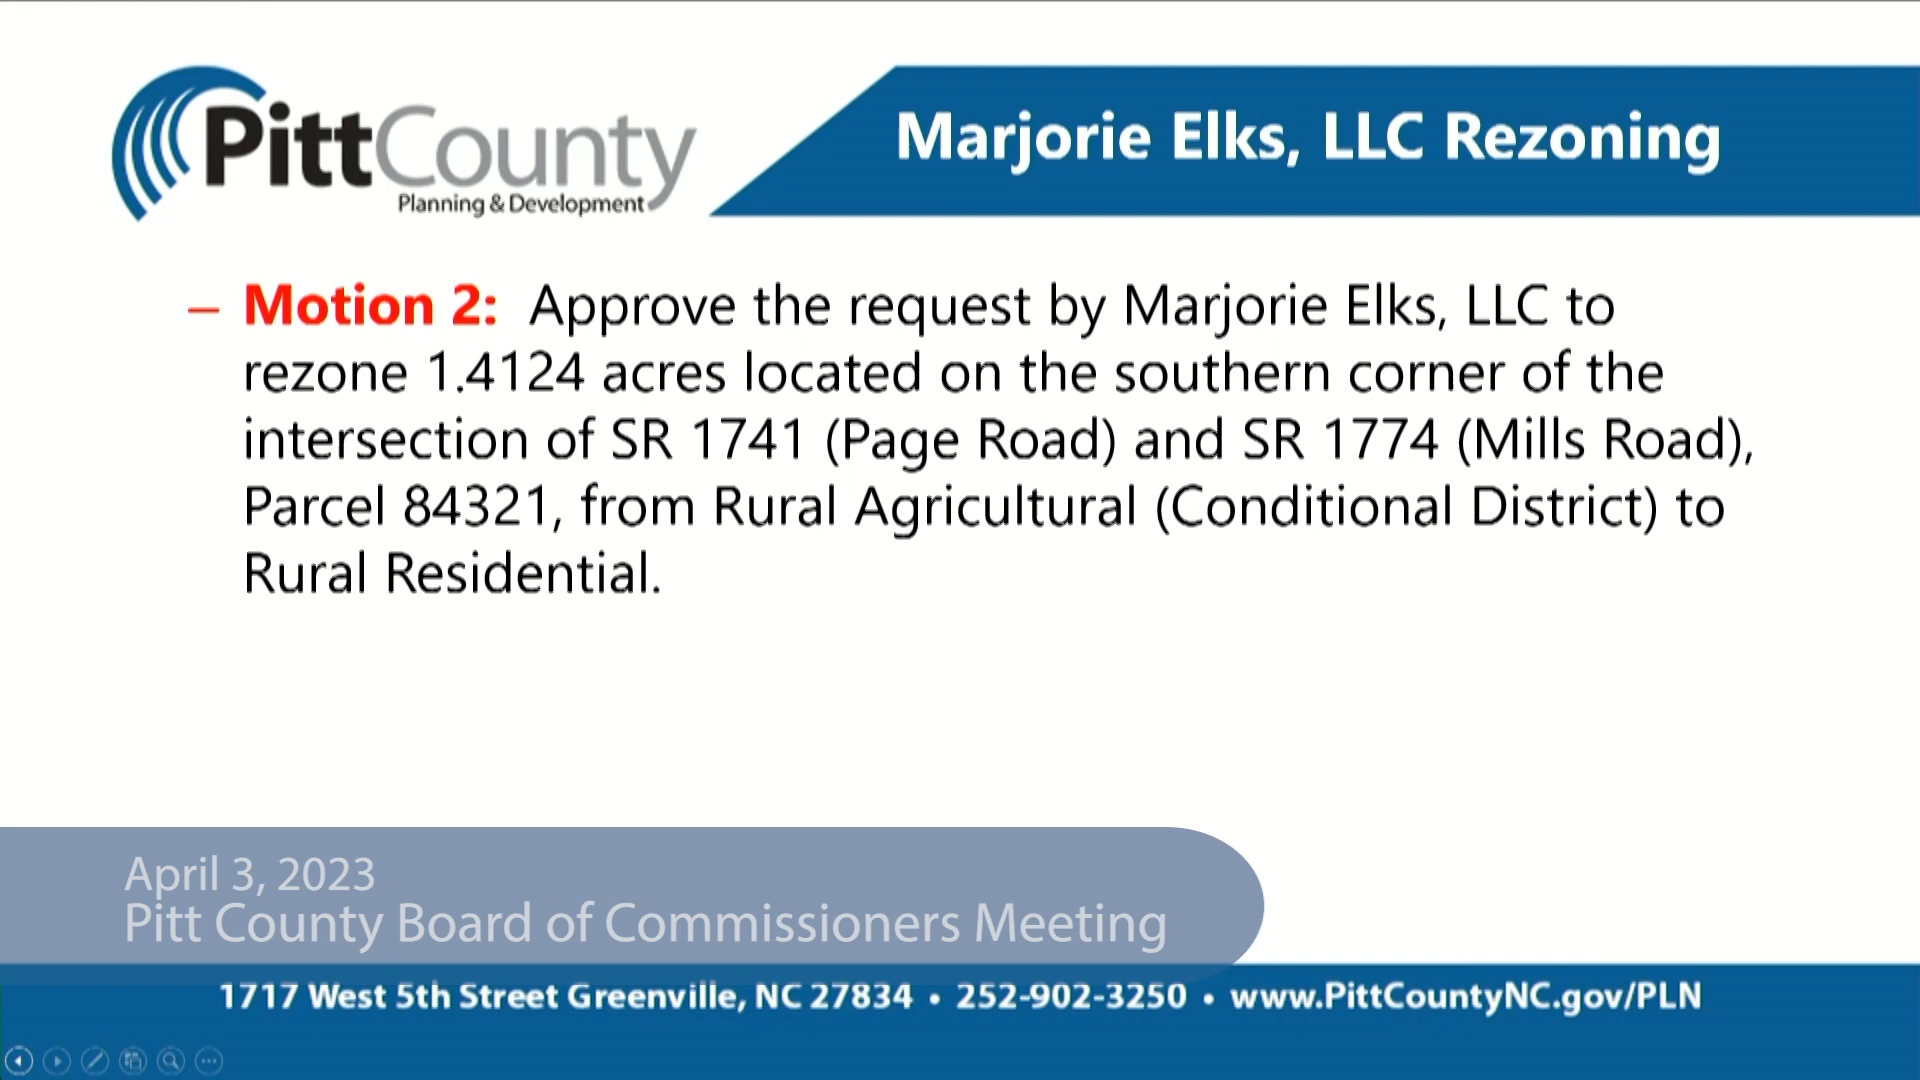 PittCounty
Planning & Development
Marjorie Elks, LLC Rezoning
– Motion 2: Approve the request by Marjorie Elks, LLC to
rezone 1.4124 acres located on the southern corner of the
intersection of SR 1741 (Page Road) and SR 1774 (Mills Road),
Parcel 84321, from Rural Agricultural (Conditional District) to
Rural Residential.
April 3, 2023
Pitt County Board of Commissioners Meeting
1717 West 5th Street Greenville, NC 27834 • 252-902-3250 • www.PittCountyNC.gov/PLN